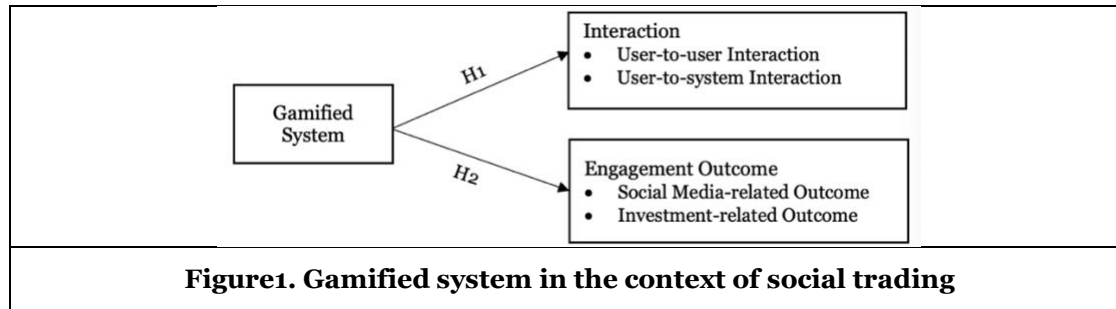 Interaction
• User-to-user Interaction
• User-to-system Interaction
H1
Gamified
System
H2
Engagement Outcome
• Social Media-related Outcome
• Investment-related Outcome
Figure1. Gamified system in the context of social trading